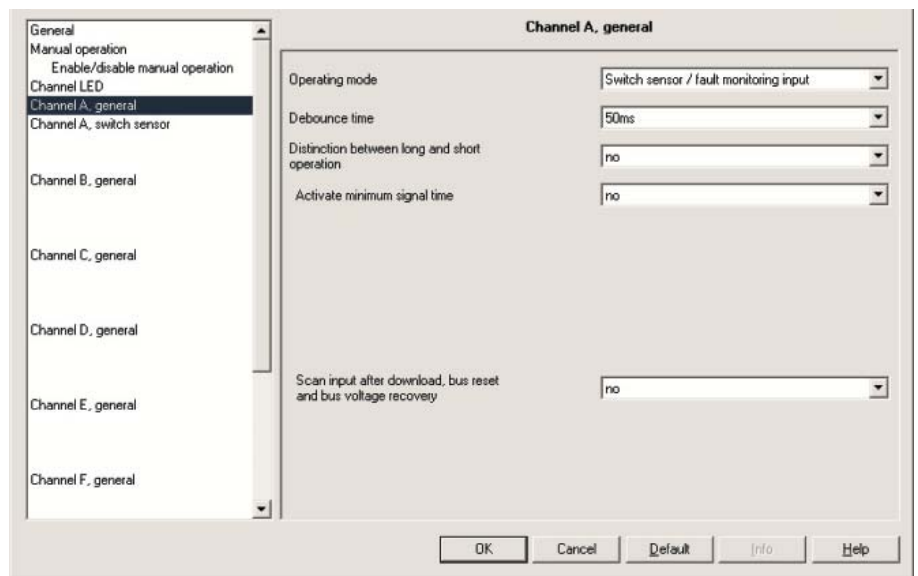 General
Manual operation
Enable/disable manual operation
Channel LED
Channel A, general
Channel A, switch sensor
Channel B, general
Channel C, general
Channel D, general
Channel E, general
Channel F, general
Channel A, general
Operating mode
Switch sensor / fault monitoring input
Debounce time
50ms
Distinction between long and short
operation
no
Activate minimum signal time
no
Scan input after download, bus reset
and bus voltage recovery
no
OK
Cancel
Default
Info
Help